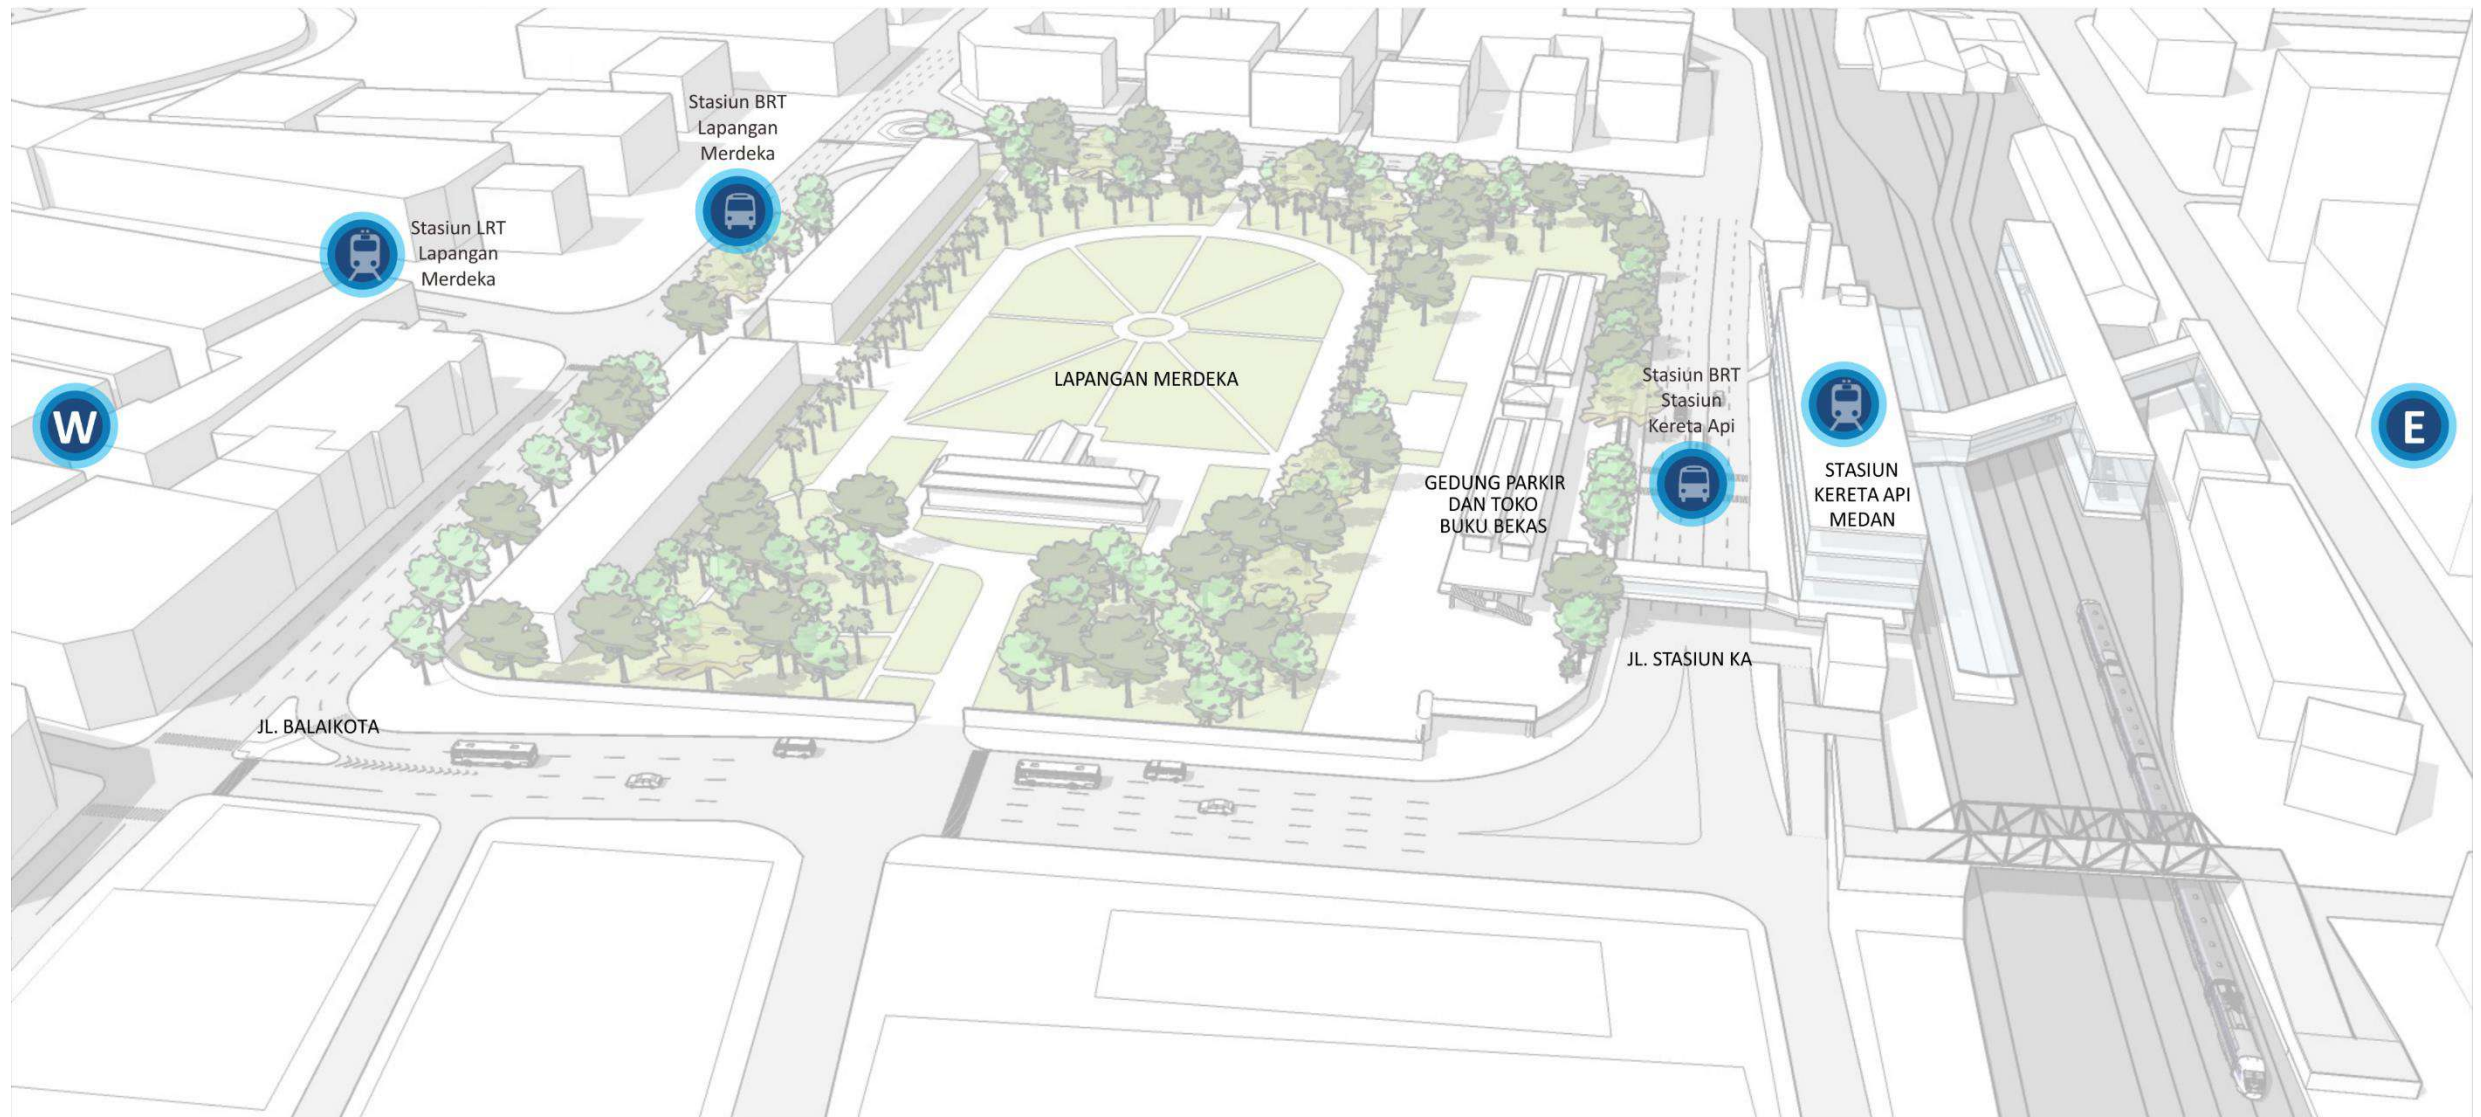 Stasiun BRT
Lapangan
Merdeka
Stasiun LRT
Lapangan
Merdeka
W
LAPANGAN MERDEKA
Stasiun BRT
Stasiun
Kereta Api
E
GEDUNG PARKIR
DAN TOKO
BUKU BEKAS
STASIUN
KERETA API
MEDAN
JL. STASIUN KA
JL. BALAIKOTA